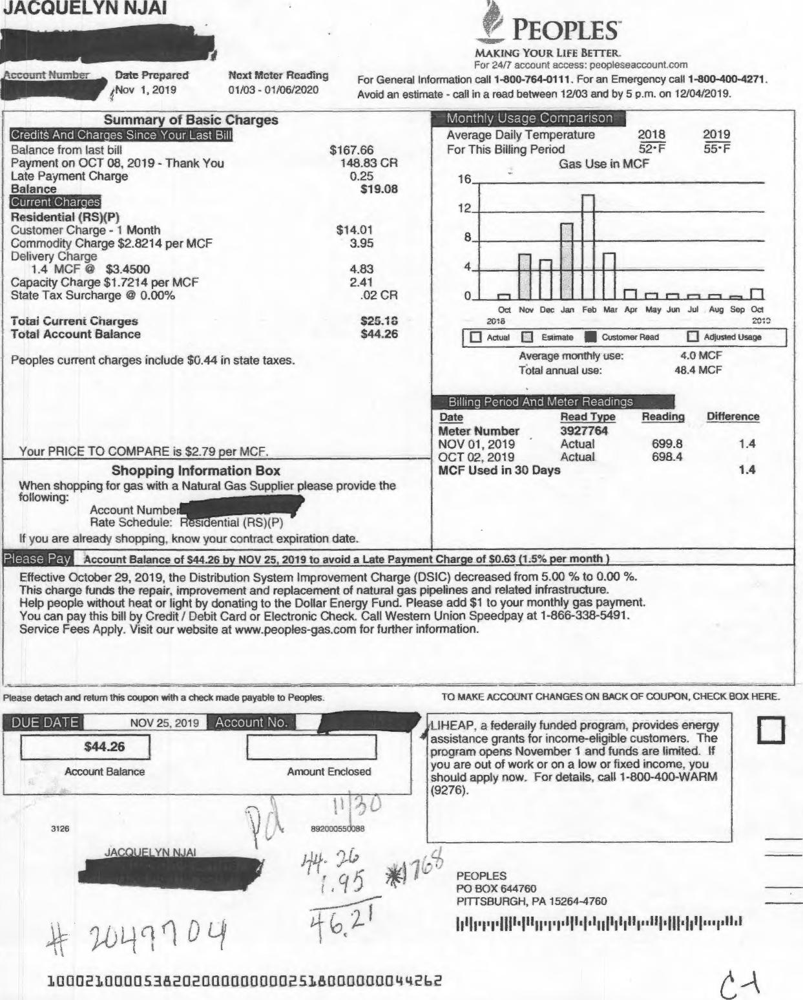 JACQUELYN NJAI
PEOPLES
MAKING YOUR LIFE BETTER.
For 24/7 account access: peopleseaccount.com
Account Number Date Prepared Next Meter Reading
Nov 1, 2019 01/03 - 01/06/2020
For General Information call 1-800-764-0111. For an Emergency call 1-800-400-4271.
Avoid an estimate - call in a read between 12/03 and by 5 p.m. on 12/04/2019.
Summary of Basic Charges
Credits And Charges Since Your Last Bill
Balance from last bill $167.66
Payment on OCT 08, 2019 - Thank You 148.83 CR
Late Payment Charge 0.25
Balance $19.08
Current Charges
Residential (RS)(P)
Customer Charge - 1 Month $14.01
Commodity Charge $2.8214 per MCF 3.95
Delivery Charge
1.4 MCF @ $3.4500 4.83
Capacity Charge $1.7214 per MCF 2.41
State Tax Surcharge @ 0.00% .02 CR
Total Current Charges $25.18
Total Account Balance $44.26
Peoples current charges include $0.44 in state taxes.
Your PRICE TO COMPARE is $2.79 per MCF.
Monthly Usage Comparison
Average Daily Temperature 2018 2019
For This Billing Period 52°F 55°F
Gas Use in MCF
16
12
8
4
0
Oct Nov Dec Jan Feb Mar Apr May Jun Jul Aug Sep Oct
2018 2019
Actual Estimate Customer Read Adjusted Usage
Average monthly use: 4.0 MCF
Total annual use: 48.4 MCF
Billing Period And Meter Readings
Date Read Type Reading Difference
Meter Number 3927764
NOV 01, 2019 Actual 699.8 1.4
OCT 02, 2019 Actual 698.4
MCF Used in 30 Days 1.4
Shopping Information Box
When shopping for gas with a Natural Gas Supplier please provide the
following:
Account Number
Rate Schedule: Residential (RS)(P)
If you are already shopping, know your contract expiration date.
Please Pay Account Balance of $44.26 by NOV 25, 2019 to avoid a Late Payment Charge of $0.63 (1.5% per month )
Effective October 29, 2019, the Distribution System Improvement Charge (DSIC) decreased from 5.00 % to 0.00 %.
This charge funds the repair, improvement and replacement of natural gas pipelines and related infrastructure.
Help people without heat or light by donating to the Dollar Energy Fund. Please add $1 to your monthly gas payment.
You can pay this bill by Credit / Debit Card or Electronic Check. Call Western Union Speedpay at 1-866-338-5491.
Service Fees Apply. Visit our website at www.peoples-gas.com for further information.
Please detach and return this coupon with a check made payable to Peoples.
TO MAKE ACCOUNT CHANGES ON BACK OF COUPON, CHECK BOX HERE.
DUE DATE NOV 25, 2019 Account No.
$44.26
Account Balance Amount Enclosed
LIHEAP, a federally funded program, provides energy
assistance grants for income-eligible customers. The
program opens November 1 and funds are limited. If
you are out of work or on a low or fixed income, you
should apply now. For details, call 1-800-400-WARM
(9276).
Pd 11/30
3126 892000550088
JACQUELYN NJAI
44.26
1.95 *1768
46.21
# 2049704
PEOPLES
PO BOX 644760
PITTSBURGH, PA 15264-4760
1000210000538202000000000025180000000044262
C-1